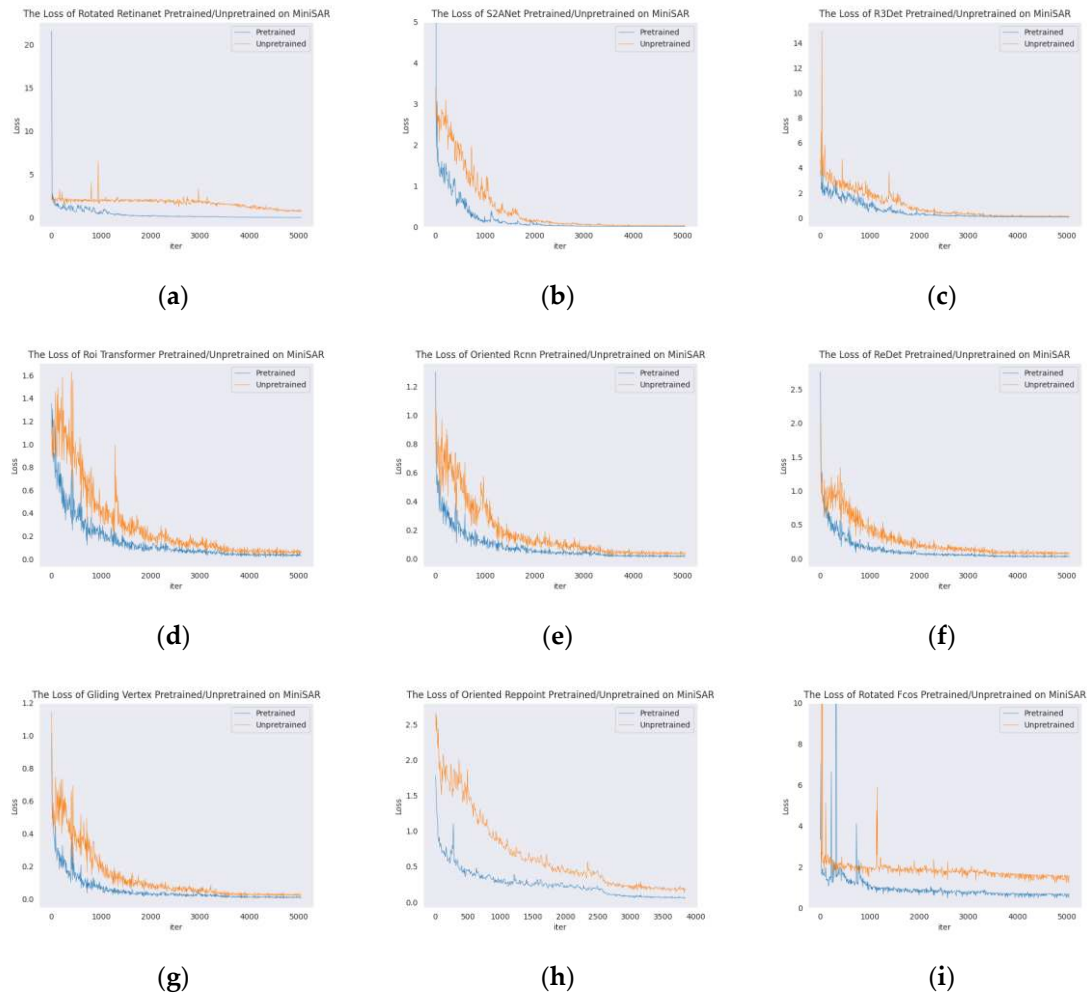 The Loss of Rotated Retinanet Pretrained/Unpretrained on MiniSAR
Pretrained
Unpretrained
20
15
10
5
0
Loss
0 1000 2000 3000 4000 5000
iter
(a)
The Loss of S2ANet Pretrained/Unpretrained on MiniSAR
Pretrained
Unpretrained
5
4
3
2
1
0
Loss
0 1000 2000 3000 4000 5000
iter
(b)
The Loss of R3Det Pretrained/Unpretrained on MiniSAR
Pretrained
Unpretrained
14
12
10
8
6
4
2
0
Loss
0 1000 2000 3000 4000 5000
iter
(c)
The Loss of Roi Transformer Pretrained/Unpretrained on MiniSAR
Pretrained
Unpretrained
1.6
1.4
1.2
1.0
0.8
0.6
0.4
0.2
0.0
Loss
0 1000 2000 3000 4000 5000
iter
(d)
The Loss of Oriented Rcnn Pretrained/Unpretrained on MiniSAR
Pretrained
Unpretrained
1.2
1.0
0.8
0.6
0.4
0.2
0.0
Loss
0 1000 2000 3000 4000 5000
iter
(e)
The Loss of ReDet Pretrained/Unpretrained on MiniSAR
Pretrained
Unpretrained
2.5
2.0
1.5
1.0
0.5
0.0
Loss
0 1000 2000 3000 4000 5000
iter
(f)
The Loss of Gliding Vertex Pretrained/Unpretrained on MiniSAR
Pretrained
Unpretrained
1.2
1.0
0.8
0.6
0.4
0.2
0.0
Loss
0 1000 2000 3000 4000 5000
iter
(g)
The Loss of Oriented Reppoint Pretrained/Unpretrained on MiniSAR
Pretrained
Unpretrained
2.5
2.0
1.5
1.0
0.5
0.0
Loss
0 500 1000 1500 2000 2500 3000 3500 4000
iter
(h)
The Loss of Rotated Fcos Pretrained/Unpretrained on MiniSAR
Pretrained
Unpretrained
10
8
6
4
2
0
Loss
0 1000 2000 3000 4000 5000
iter
(i)